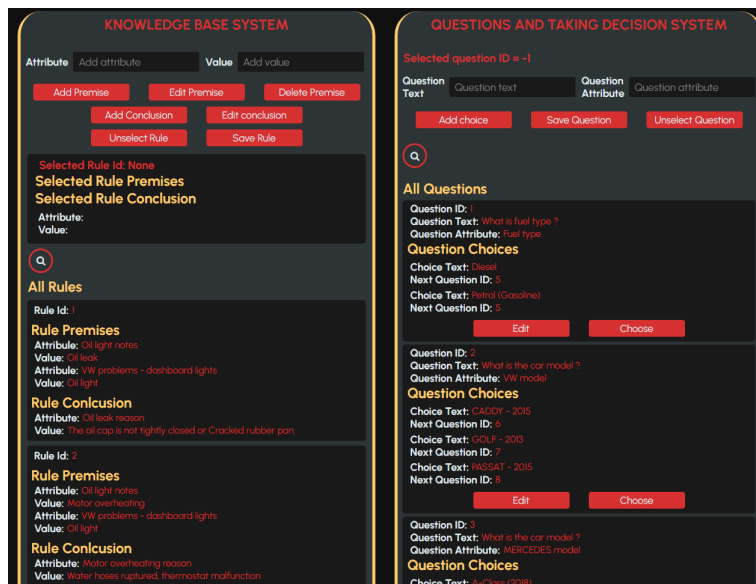 KNOWLEDGE BASE SYSTEM
Attribute Add attribute Value Add value
Add Premise Edit Premise Delete Premise
Add Conclusion Edit conclusion
Unselect Rule Save Rule
Selected Rule Id: None
Selected Rule Premises
Selected Rule Conclusion
Attribute:
Value:
All Rules
Rule Id: 1
Rule Premises
Attribule: Oil light notes
Value: Oil leak
Attribule: VW problems - dashboard lights
Value: Oil light
Rule Conlcusion
Attribute: Oil leak reason
Value: The oil cap is not tightly closed or Cracked rubber pan.
Rule Id: 2
Rule Premises
Attribule: Oil light notes
Value: Motor overheating
Attribule: VW problems - dashboard lights
Value: Oil light
Rule Conlcusion
Attribute: Motor overheating reason
Value: Water hoses ruptured, thermostat malfunction
QUESTIONS AND TAKING DECISION SYSTEM
Selected question ID = -1
Question Text Question text Question Attribute Question attribute
Add choice Save Question Unselect Question
All Questions
Question ID: 1
Question Text: What is fuel type ?
Question Attribute: Fuel type
Question Choices
Choice Text: Diesel
Next Question ID: 5
Choice Text: Petrol (Gasoline)
Next Question ID: 5
Edit Choose
Question ID: 2
Question Text: What is the car model ?
Question Attribute: VW model
Question Choices
Choice Text: CADDY - 2015
Next Question ID: 6
Choice Text: GOLF - 2013
Next Question ID: 7
Choice Text: PASSAT - 2015
Next Question ID: 8
Edit Choose
Question ID: 3
Question Text: What is the car model ?
Question Attribute: MERCEDES model
Question Choices
Choice Text: A-Class (2018)